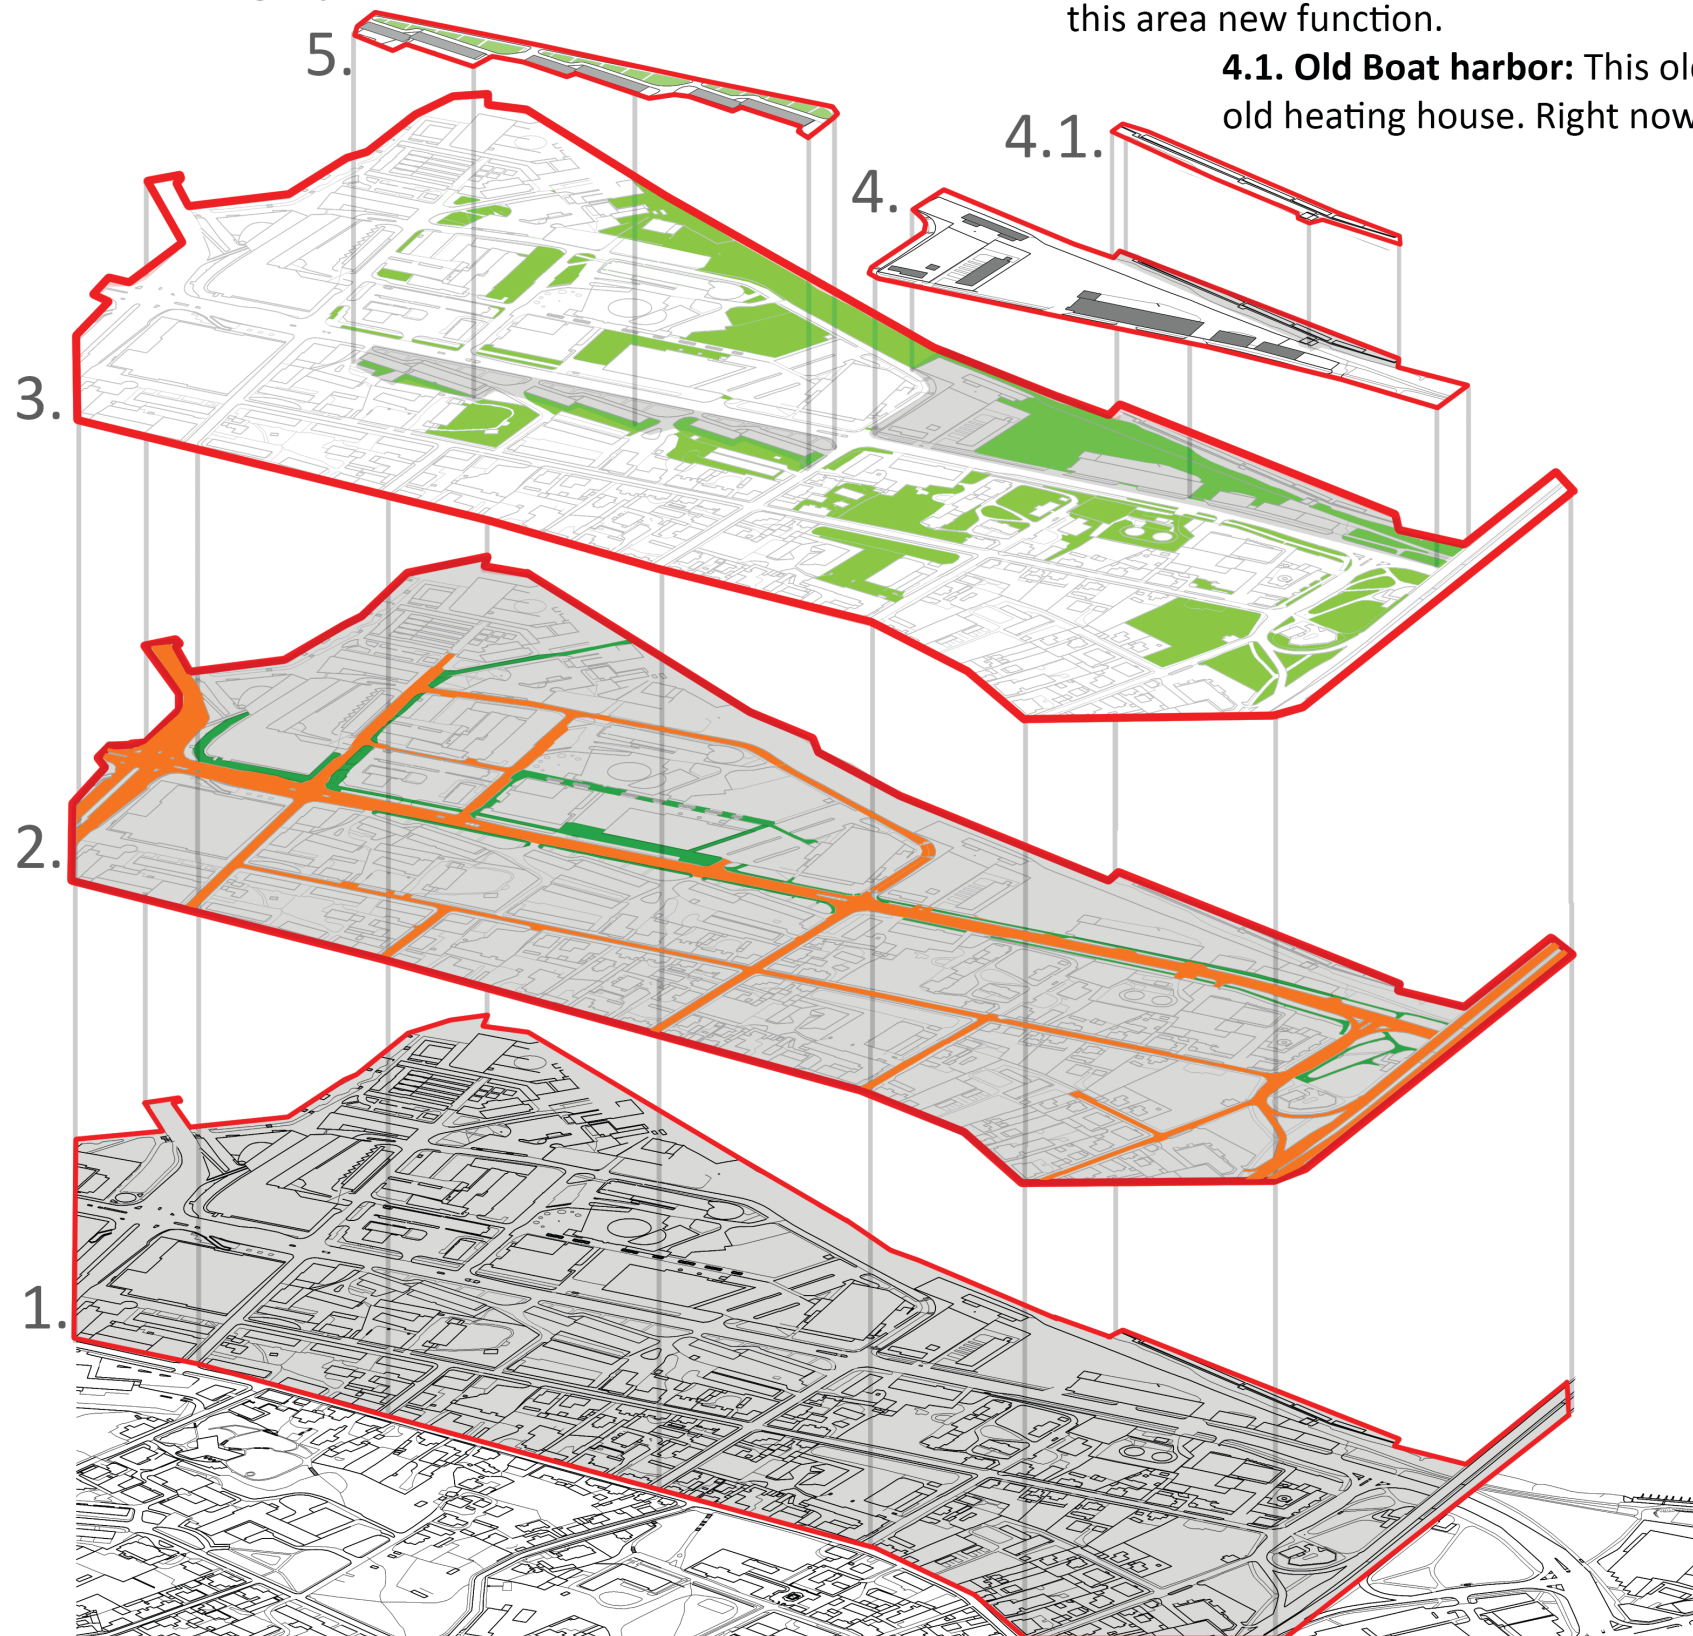 this area new function.
5.
4.1. Old Boat harbor: This
old heating house. Right now
4.1.
4.
3.
2.
1.